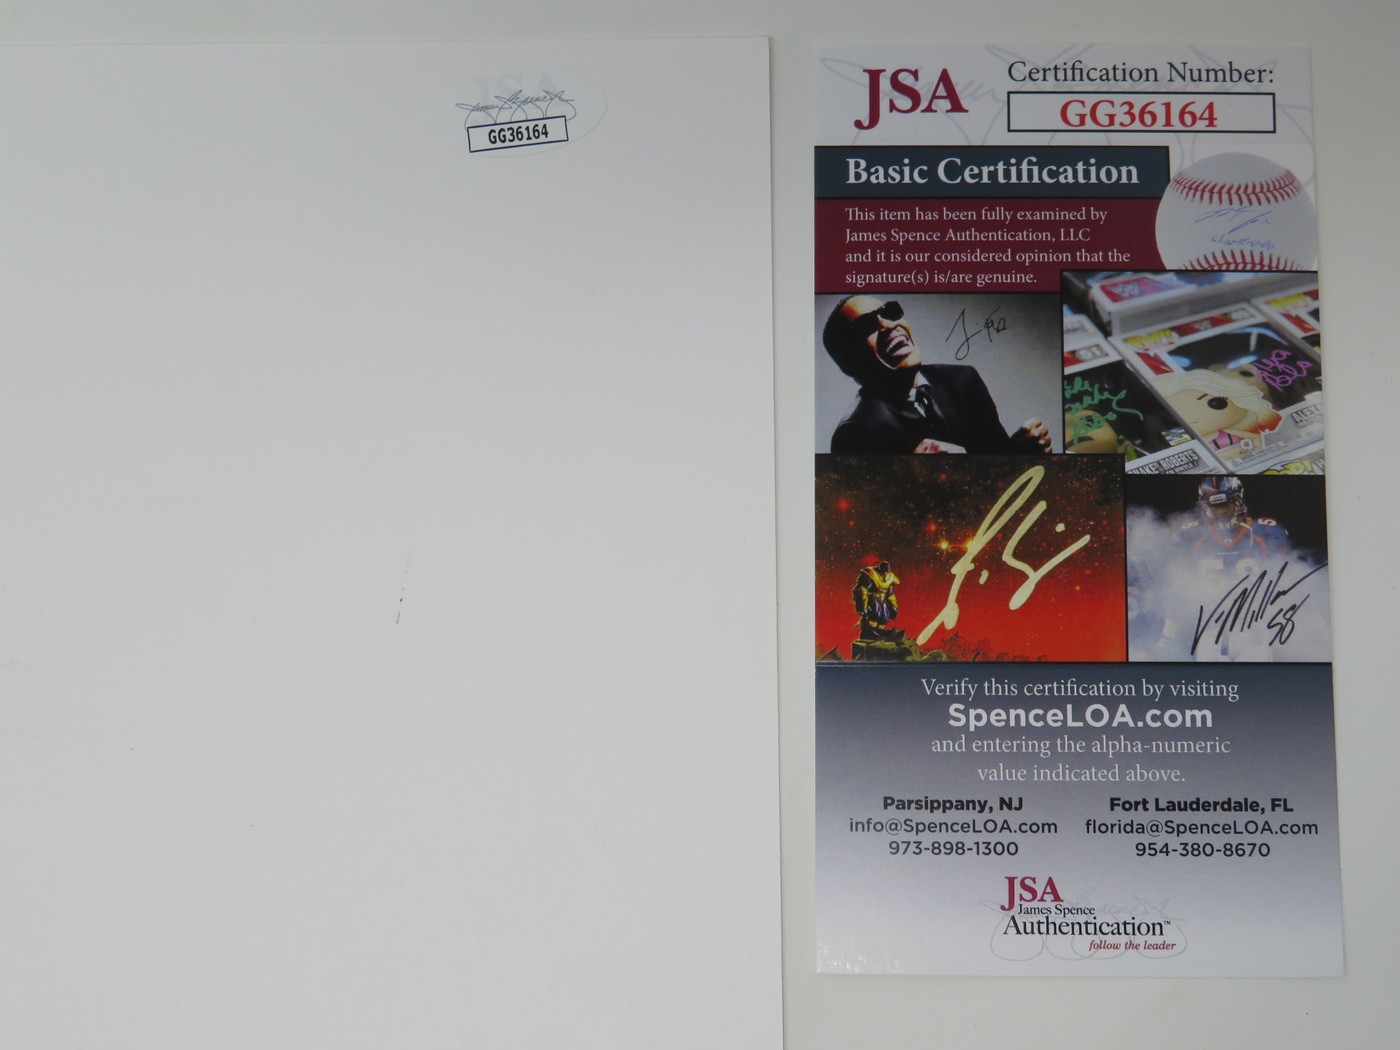 GG36164
JSA
Certification Number:
GG36164
Basic Certification
This item has been fully examined by
James Spence Authentication, LLC
and it is our considered opinion that the
signature(s) is/are genuine.
Verify this certification by visiting
SpenceLOA.com
and entering the alpha-numeric
value indicated above.
Parsippany, NJ
info@SpenceLOA.com
973-898-1300
Fort Lauderdale, FL
florida@SpenceLOA.com
954-380-8670
JSA
James Spence
Authentication™
follow the leader